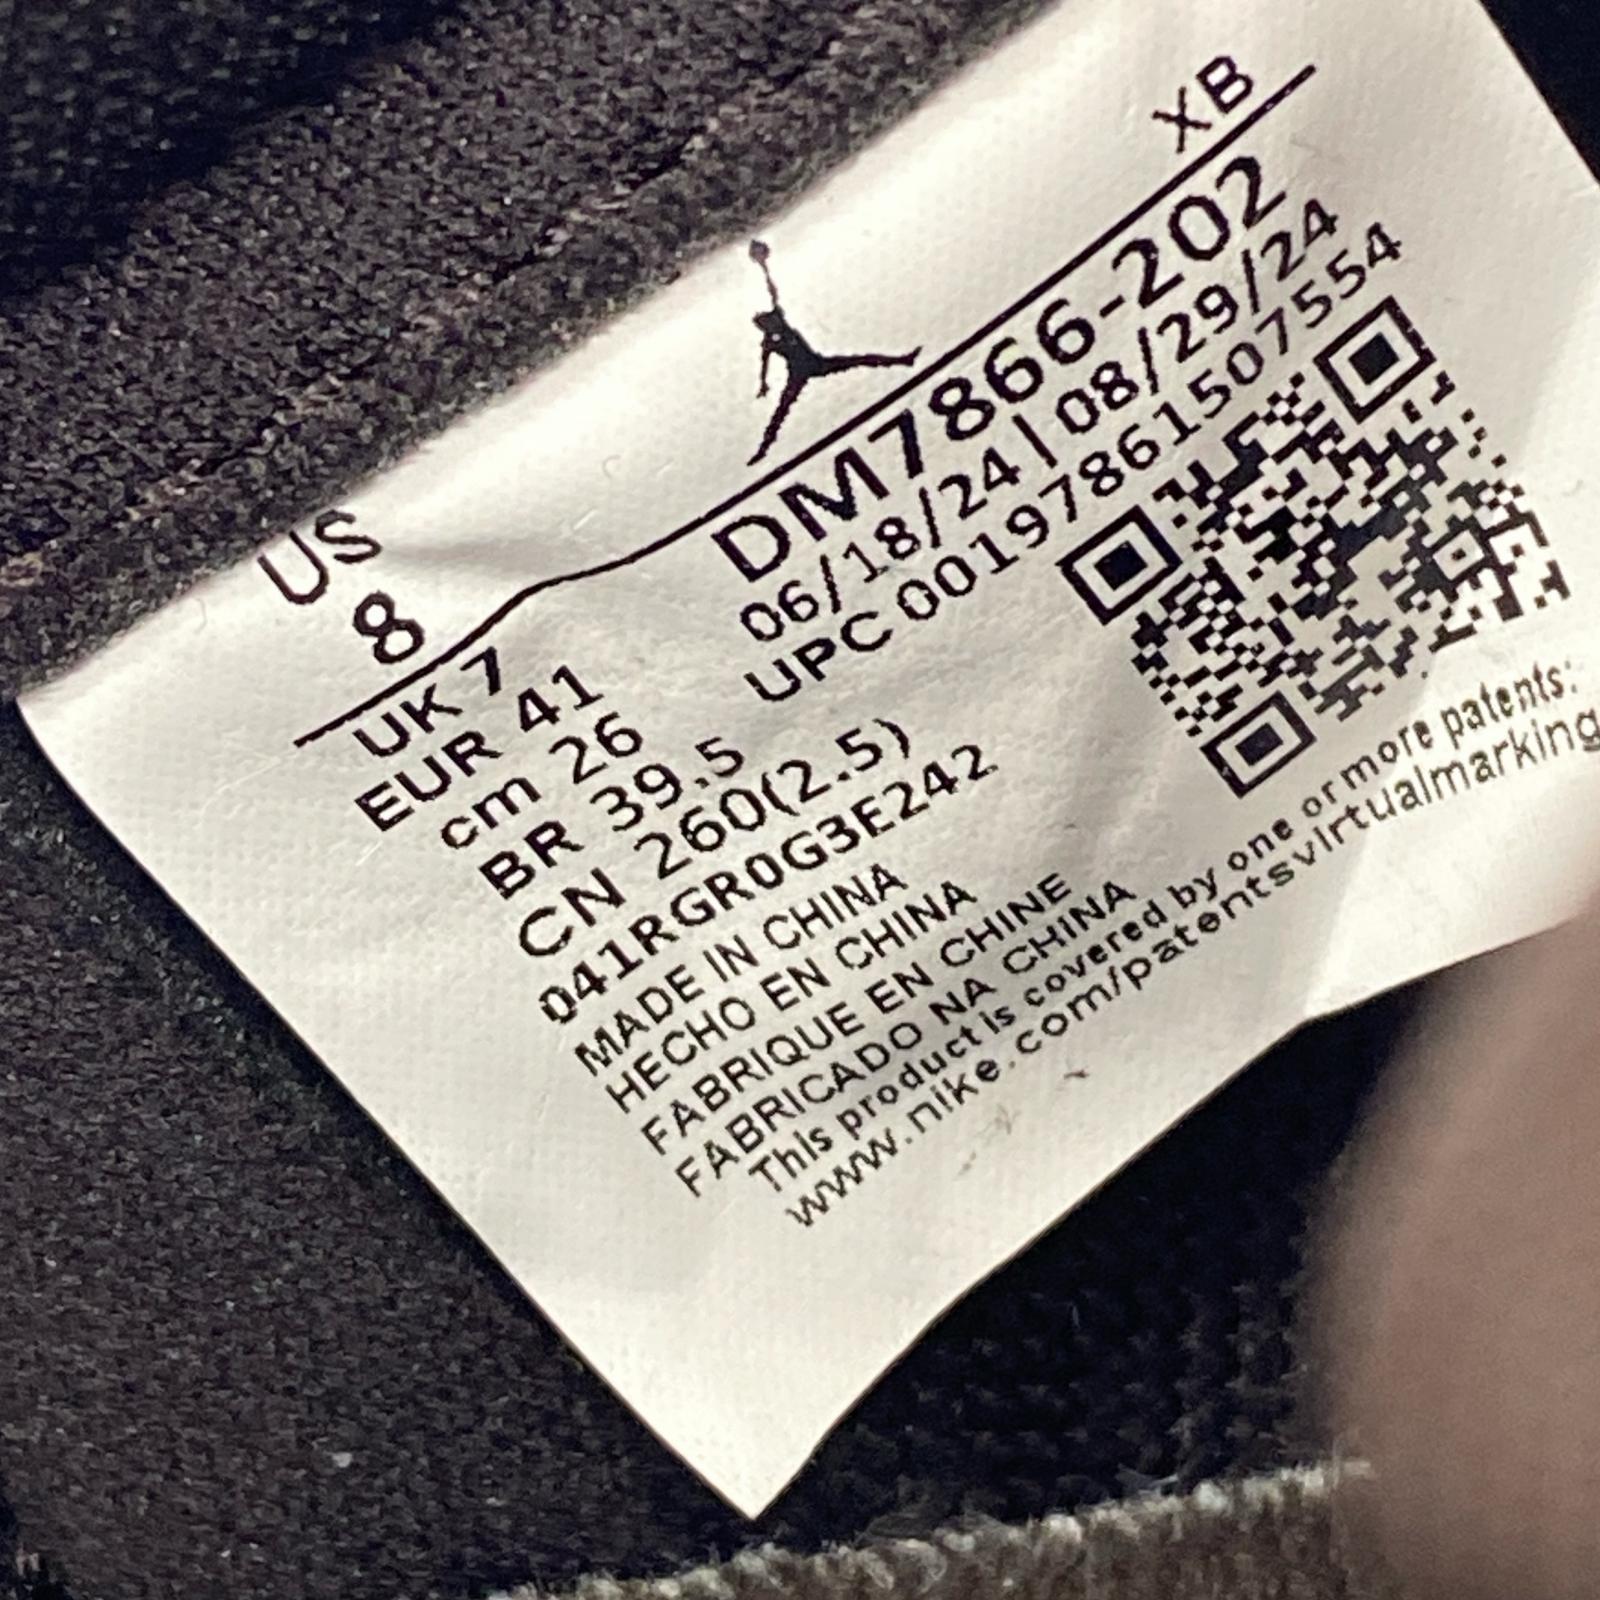 XB
US 8
DM7866-202
06/18/24 | 08/29/24
UPC 00197861507554
UK 7
EUR 41
cm 26
BR 39.5
CN 260(2.5)
041RGR0G3E242
MADE IN CHINA
HECHO EN CHINA
FABRIQUE EN CHINE
FABRICADO NA CHINA
This product is covered by one or more patents:
www.nike.com/patentsvirtualmarking